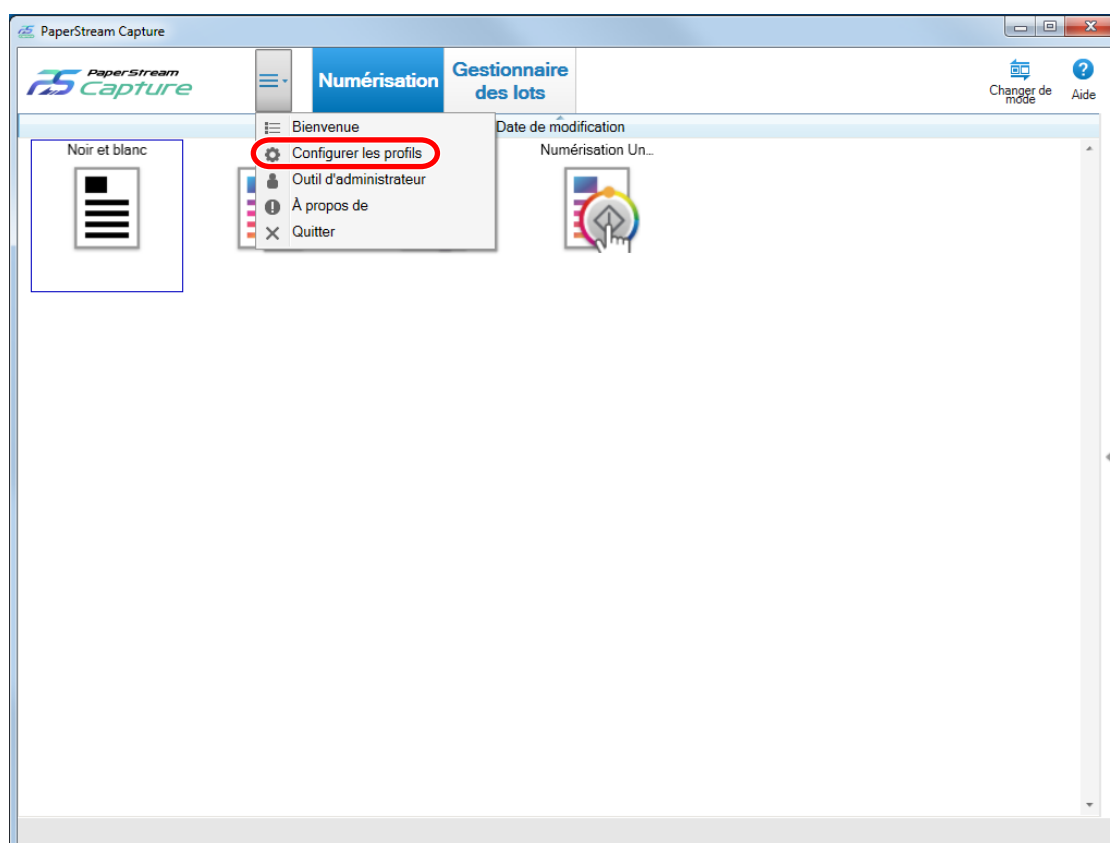 PaperStream Capture
PaperStream
Capture
Numérisation
Gestionnaire
des lots
Changer de
mode
Aide
Date de modification
Bienvenue
Configurer les profils
Outil d'administrateur
À propos de
Quitter
Noir et blanc
Numérisation Un...